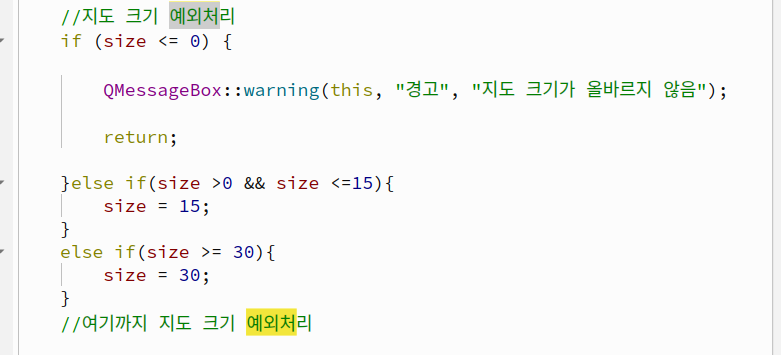 //지도 크기 예외처리
if (size <= 0) {
QMessageBox::warning(this, "경고", "지도 크기가 올바르지 않음");
return;
}else if(size >0 && size <=15){
size = 15;
}
else if(size >= 30){
size = 30;
}
//여기까지 지도 크기 예외처리